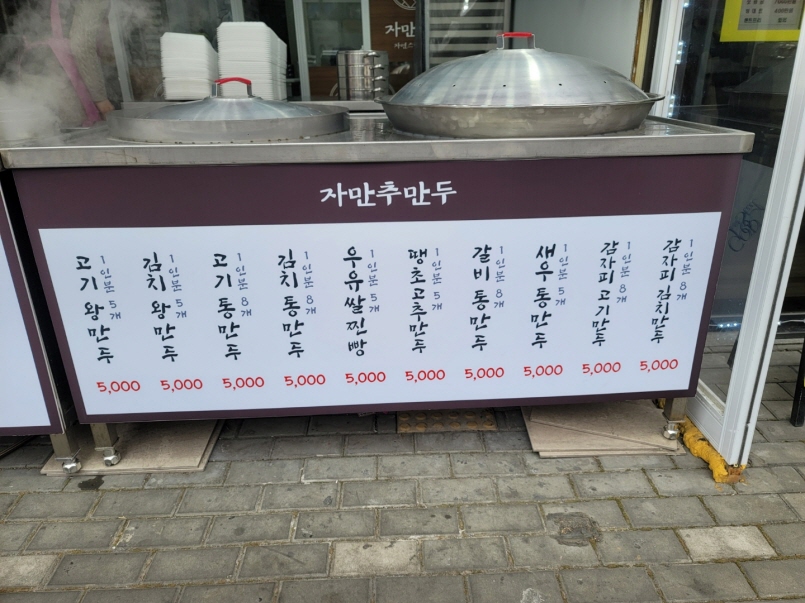 자만
자만추만두
고기왕만두
1인분 5개
5,000
김치왕만두
1인분 5개
5,000
고기통만두
1인분 8개
5,000
김치통만두
1인분 8개
5,000
우유쌀찐빵
1인분 5개
5,000
땡초고추만두
1인분 5개
5,000
갈비통만두
1인분 8개
5,000
새우통만두
1인분 5개
5,000
감자피고기만두
1인분 8개
5,000
감자피김치만두
1인분 8개
5,000